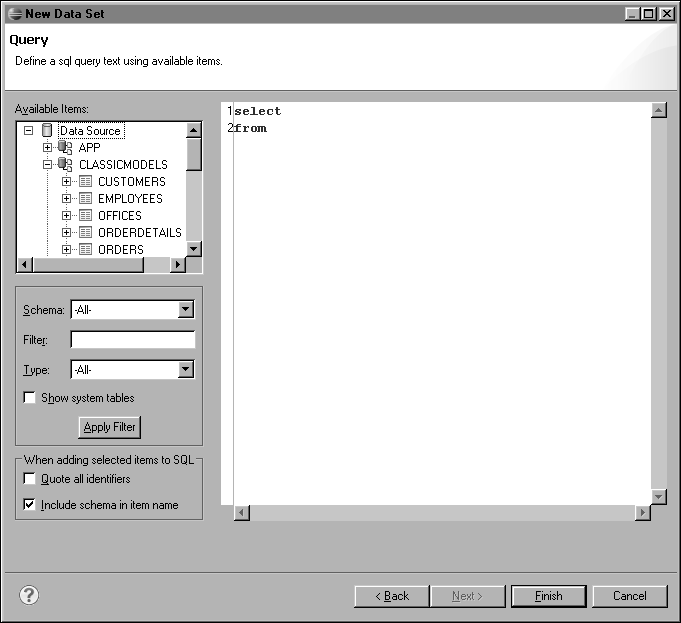 New Data Set
Query
Define a sql query text using available items.
Available Items:
Data Source
APP
CLASSICMODELS
CUSTOMERS
EMPLOYEES
OFFICES
ORDERDETAILS
ORDERS
Schema: -All-
Filter:
Type: -All-
Show system tables
Apply Filter
When adding selected items to SQL
Quote all identifiers
Include schema in item name
1select
2from
?
< Back
Next >
Finish
Cancel